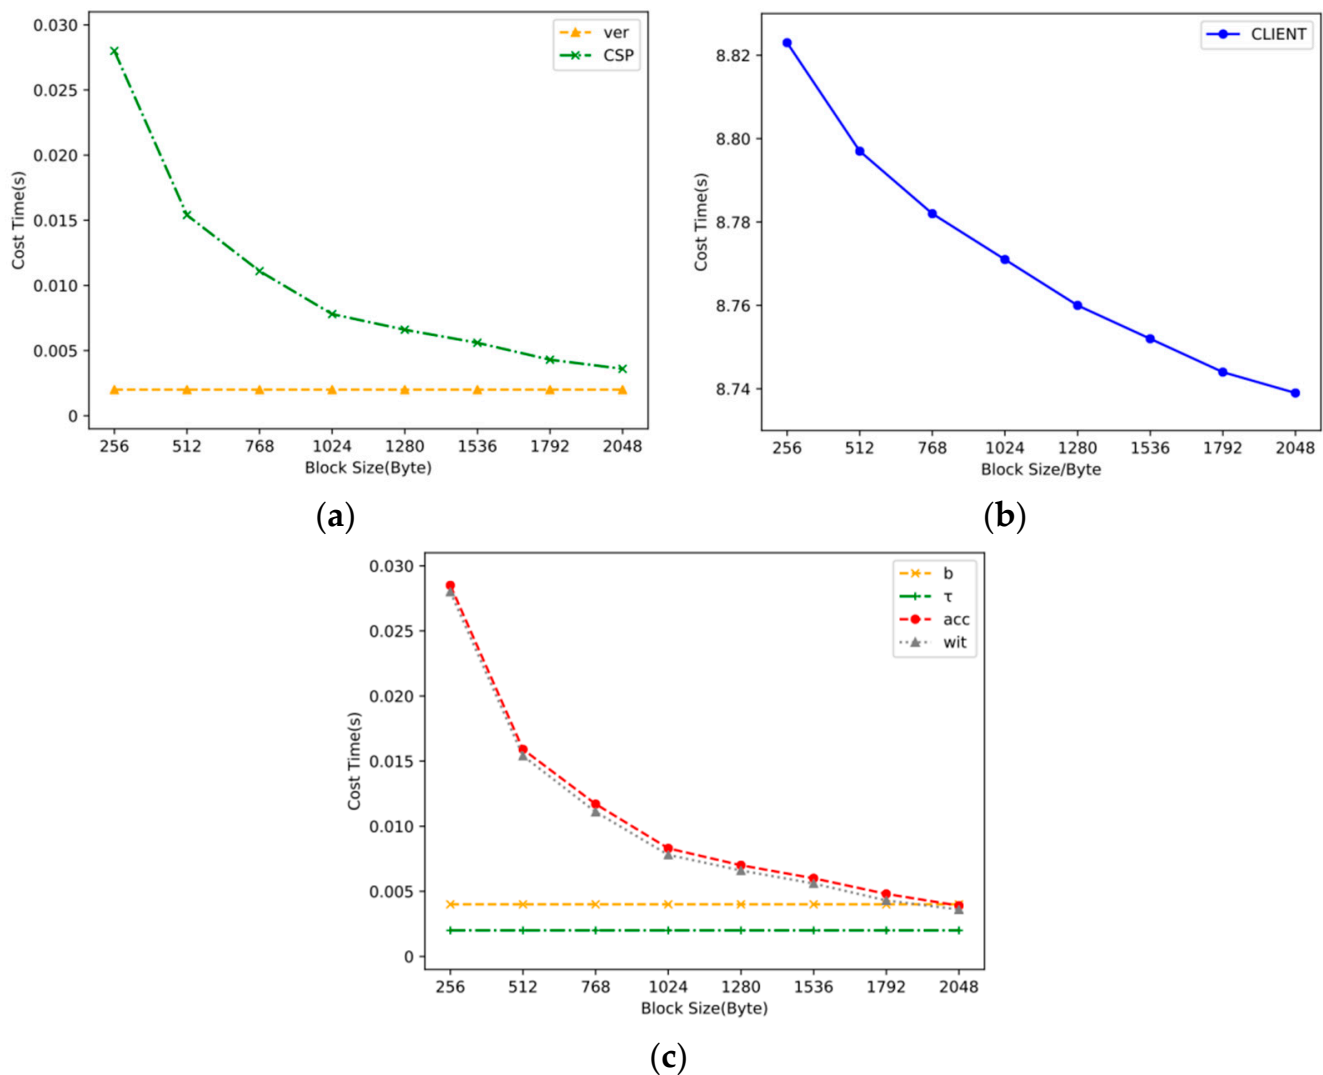 0.030
0.025
0.020
0.015
0.010
0.005
0
Cost Time(s)
ver
CSP
256 512 768 1024 1280 1536 1792 2048
Block Size(Byte)
(a)
8.82
8.80
8.78
8.76
8.74
Cost Time(s)
CLIENT
256 512 768 1024 1280 1536 1792 2048
Block Size/Byte
(b)
0.030
0.025
0.020
0.015
0.010
0.005
0
Cost Time(s)
b
τ
acc
wit
256 512 768 1024 1280 1536 1792 2048
Block Size(Byte)
(c)